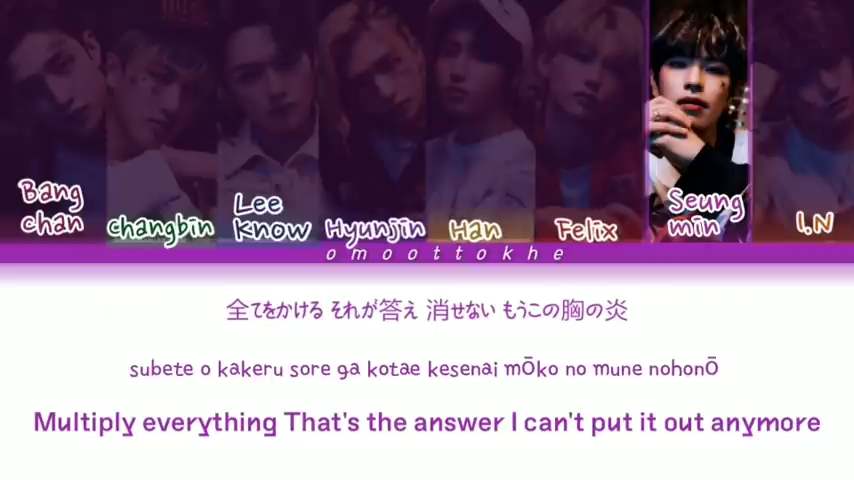 Bang chan
changbin
Lee Know
Hyunjin
Han
Felix
Seung min
I.N
omoottokhe
全てをかける それが答え 消せない もうこの胸の炎
subete o kakeru sore ga kotae kesenai mŌko no mune nohonŌ
Multiply everything That's the answer I can't put it out anymore